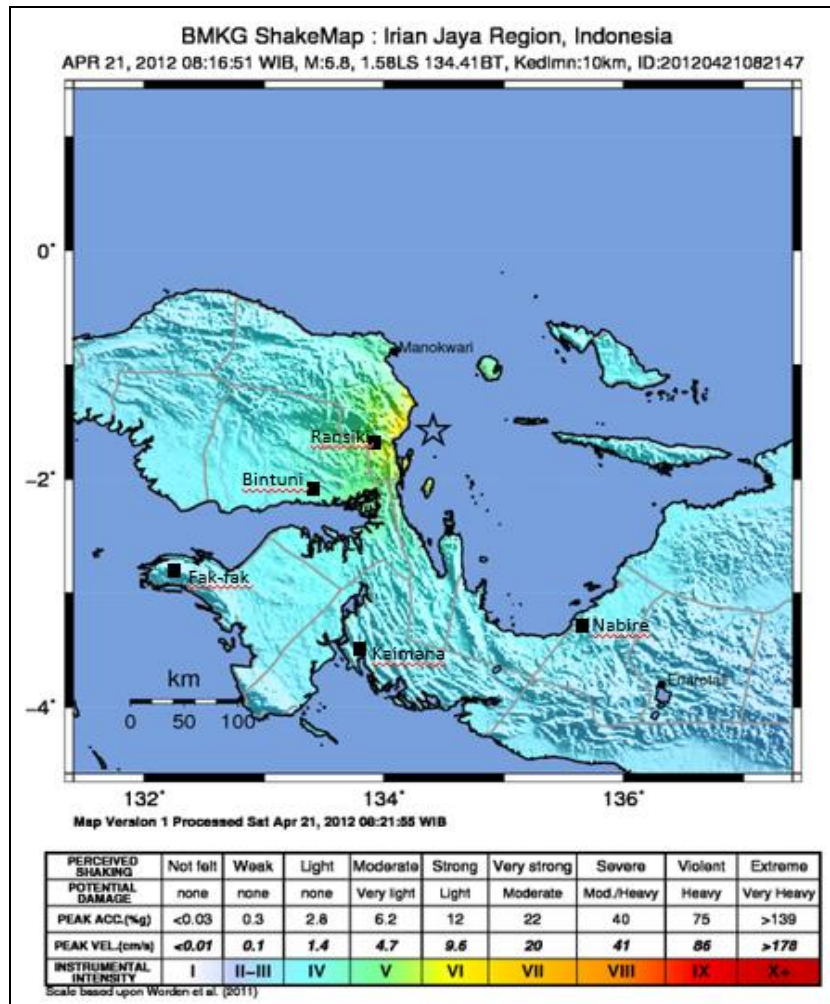 BMKG ShakeMap : Irian Jaya Region, Indonesia
APR 21, 2012 08:16:51 WIB, M:6.8, 1.58LS 134.41BT, Kedlmn:10km, ID:20120421082147
0°
Manokwari
Ransiki
−2°
Bintuni
Fak-fak
Nabire
Kaimana
Enarotali
km
−4°
0 50 100
132° 134° 136°
Map Version 1 Processed Sat Apr 21, 2012 08:21:55 WIB
PERCEIVED SHAKING Not felt Weak Light Moderate Strong Very strong Severe Violent Extreme
POTENTIAL DAMAGE none none none Very light Light Moderate Mod./Heavy Heavy Very Heavy
PEAK ACC.(%g) <0.03 0.3 2.8 6.2 12 22 40 75 >139
PEAK VEL.(cm/s) <0.01 0.1 1.4 4.7 9.6 20 41 86 >178
INSTRUMENTAL INTENSITY I II–III IV V VI VII VIII IX X+
Scale based upon Worden et al. (2011)